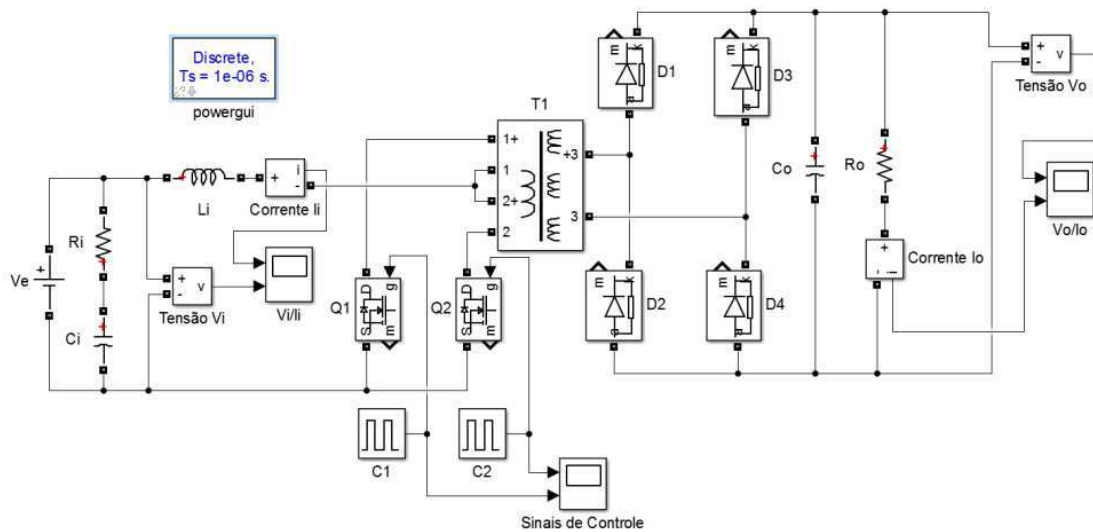 Discrete,
Ts = 1e-06 s.
powergui
T1
1+
1
2+
2
+3
3
D1
m
k
a
D3
m
k
a
+
-
v
Tensão Vo
Li
+
i
-
Corrente Ii
Ri
Ve
+
Ci
+
-
v
Tensão Vi
Vi/Ii
Q1
D
g
S
m
Q2
D
g
S
m
D2
m
k
a
D4
m
k
a
Co
Ro
+
i
-
Corrente Io
Vo/Io
C1
C2
Sinais de Controle